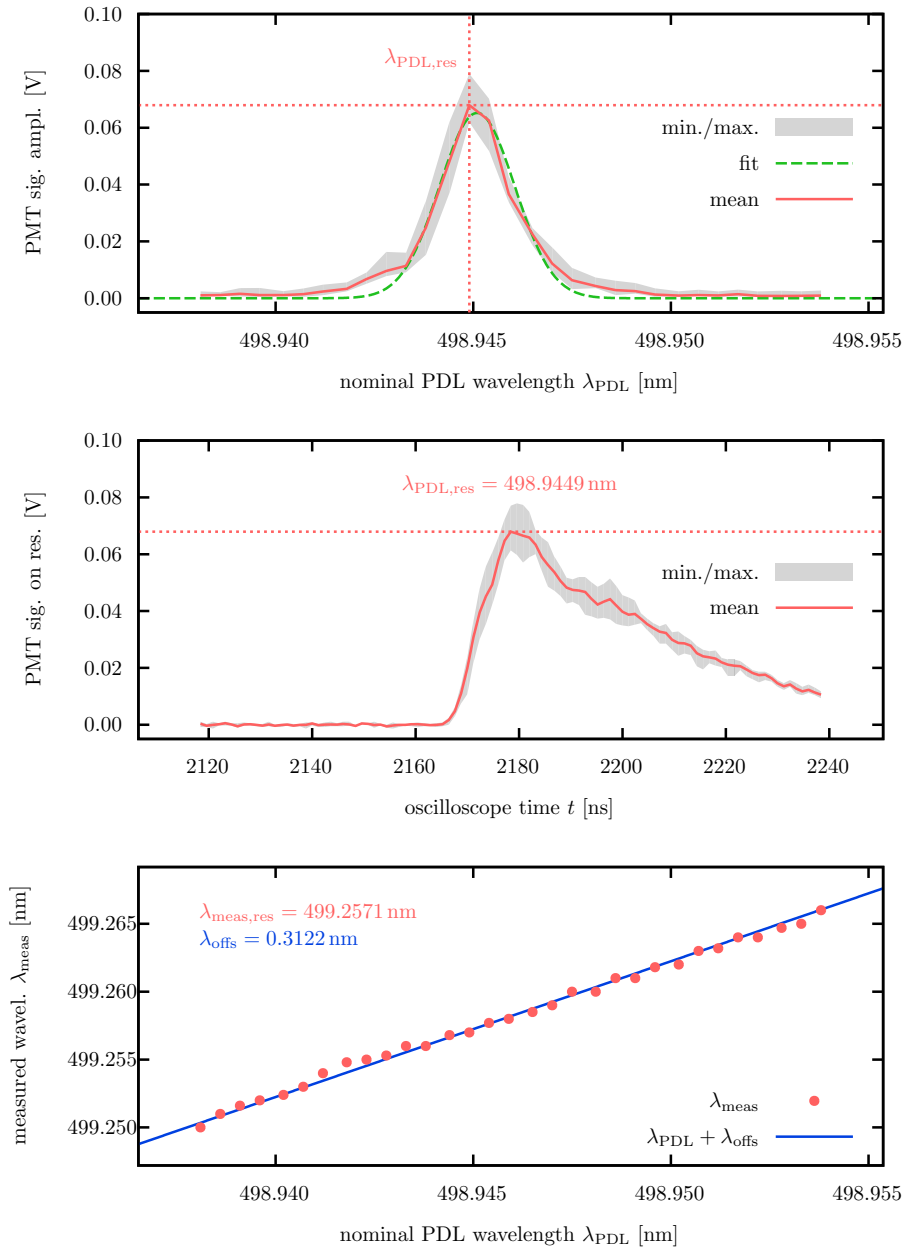 0.10
0.08
0.06
0.04
0.02
0.00
PMT sig. ampl. [V]
λPDL,res
min./max.
fit
mean
498.940 498.945 498.950 498.955
nominal PDL wavelength λPDL [nm]
0.10
0.08
0.06
0.04
0.02
0.00
PMT sig. on res. [V]
λPDL,res = 498.9449 nm
min./max.
mean
2120 2140 2160 2180 2200 2220 2240
oscilloscope time t [ns]
499.265
499.260
499.255
499.250
measured wavel. λmeas [nm]
λmeas,res = 499.2571 nm
λoffs = 0.3122 nm
λmeas
λPDL + λoffs
498.940 498.945 498.950 498.955
nominal PDL wavelength λPDL [nm]